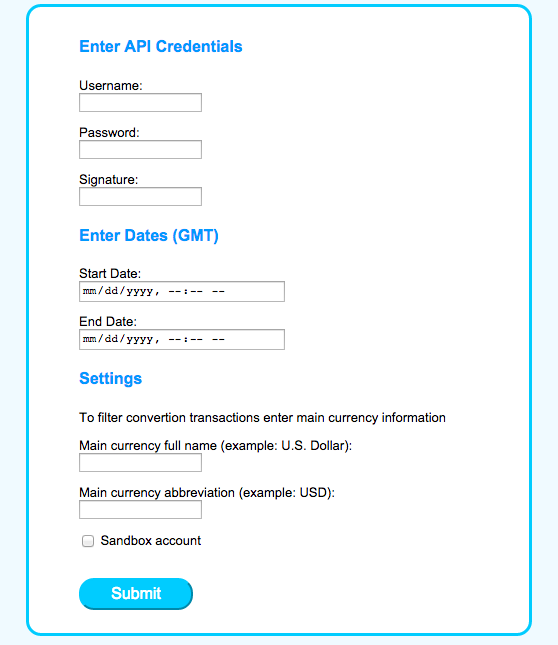 Enter API Credentials
Username:
Password:
Signature:
Enter Dates (GMT)
Start Date:
mm/dd/yyyy, --:-- --
End Date:
mm/dd/yyyy, --:-- --
Settings
To filter convertion transactions enter main currency information
Main currency full name (example: U.S. Dollar):
Main currency abbreviation (example: USD):
Sandbox account
Submit